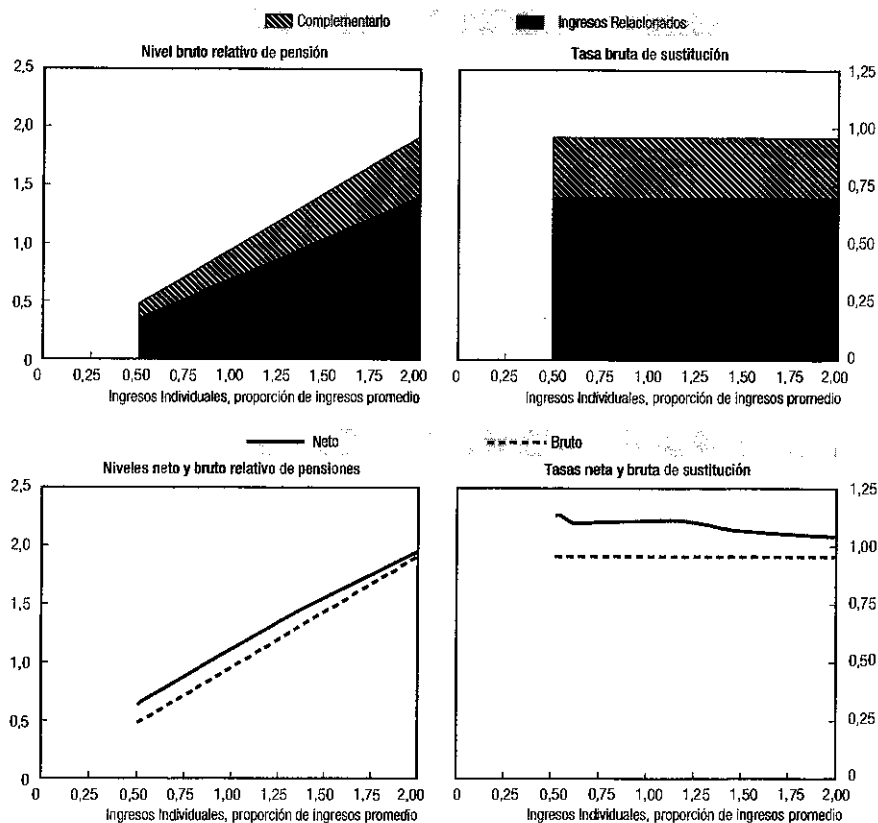 Complementario Ingresos Relacionados
Nivel bruto relativo de pensión
2,5
2,0
1,5
1,0
0,5
0
0 0,25 0,50 0,75 1,00 1,25 1,50 1,75 2,00
Ingresos Individuales, proporción de ingresos promedio
Tasa bruta de sustitución
1,25
1,00
0,75
0,50
0,25
0
0 0,25 0,50 0,75 1,00 1,25 1,50 1,75 2,00
Ingresos Individuales, proporción de ingresos promedio
Neto Bruto
Niveles neto y bruto relativo de pensiones
2,5
2,0
1,5
1,0
0,5
0
0 0,25 0,50 0,75 1,00 1,25 1,50 1,75 2,00
Ingresos Individuales, proporción de ingresos promedio
Tasas neta y bruta de sustitución
1,25
1,00
0,75
0,50
0,25
0
0 0,25 0,50 0,75 1,00 1,25 1,50 1,75 2,00
Ingresos Individuales, proporción de ingresos promedio